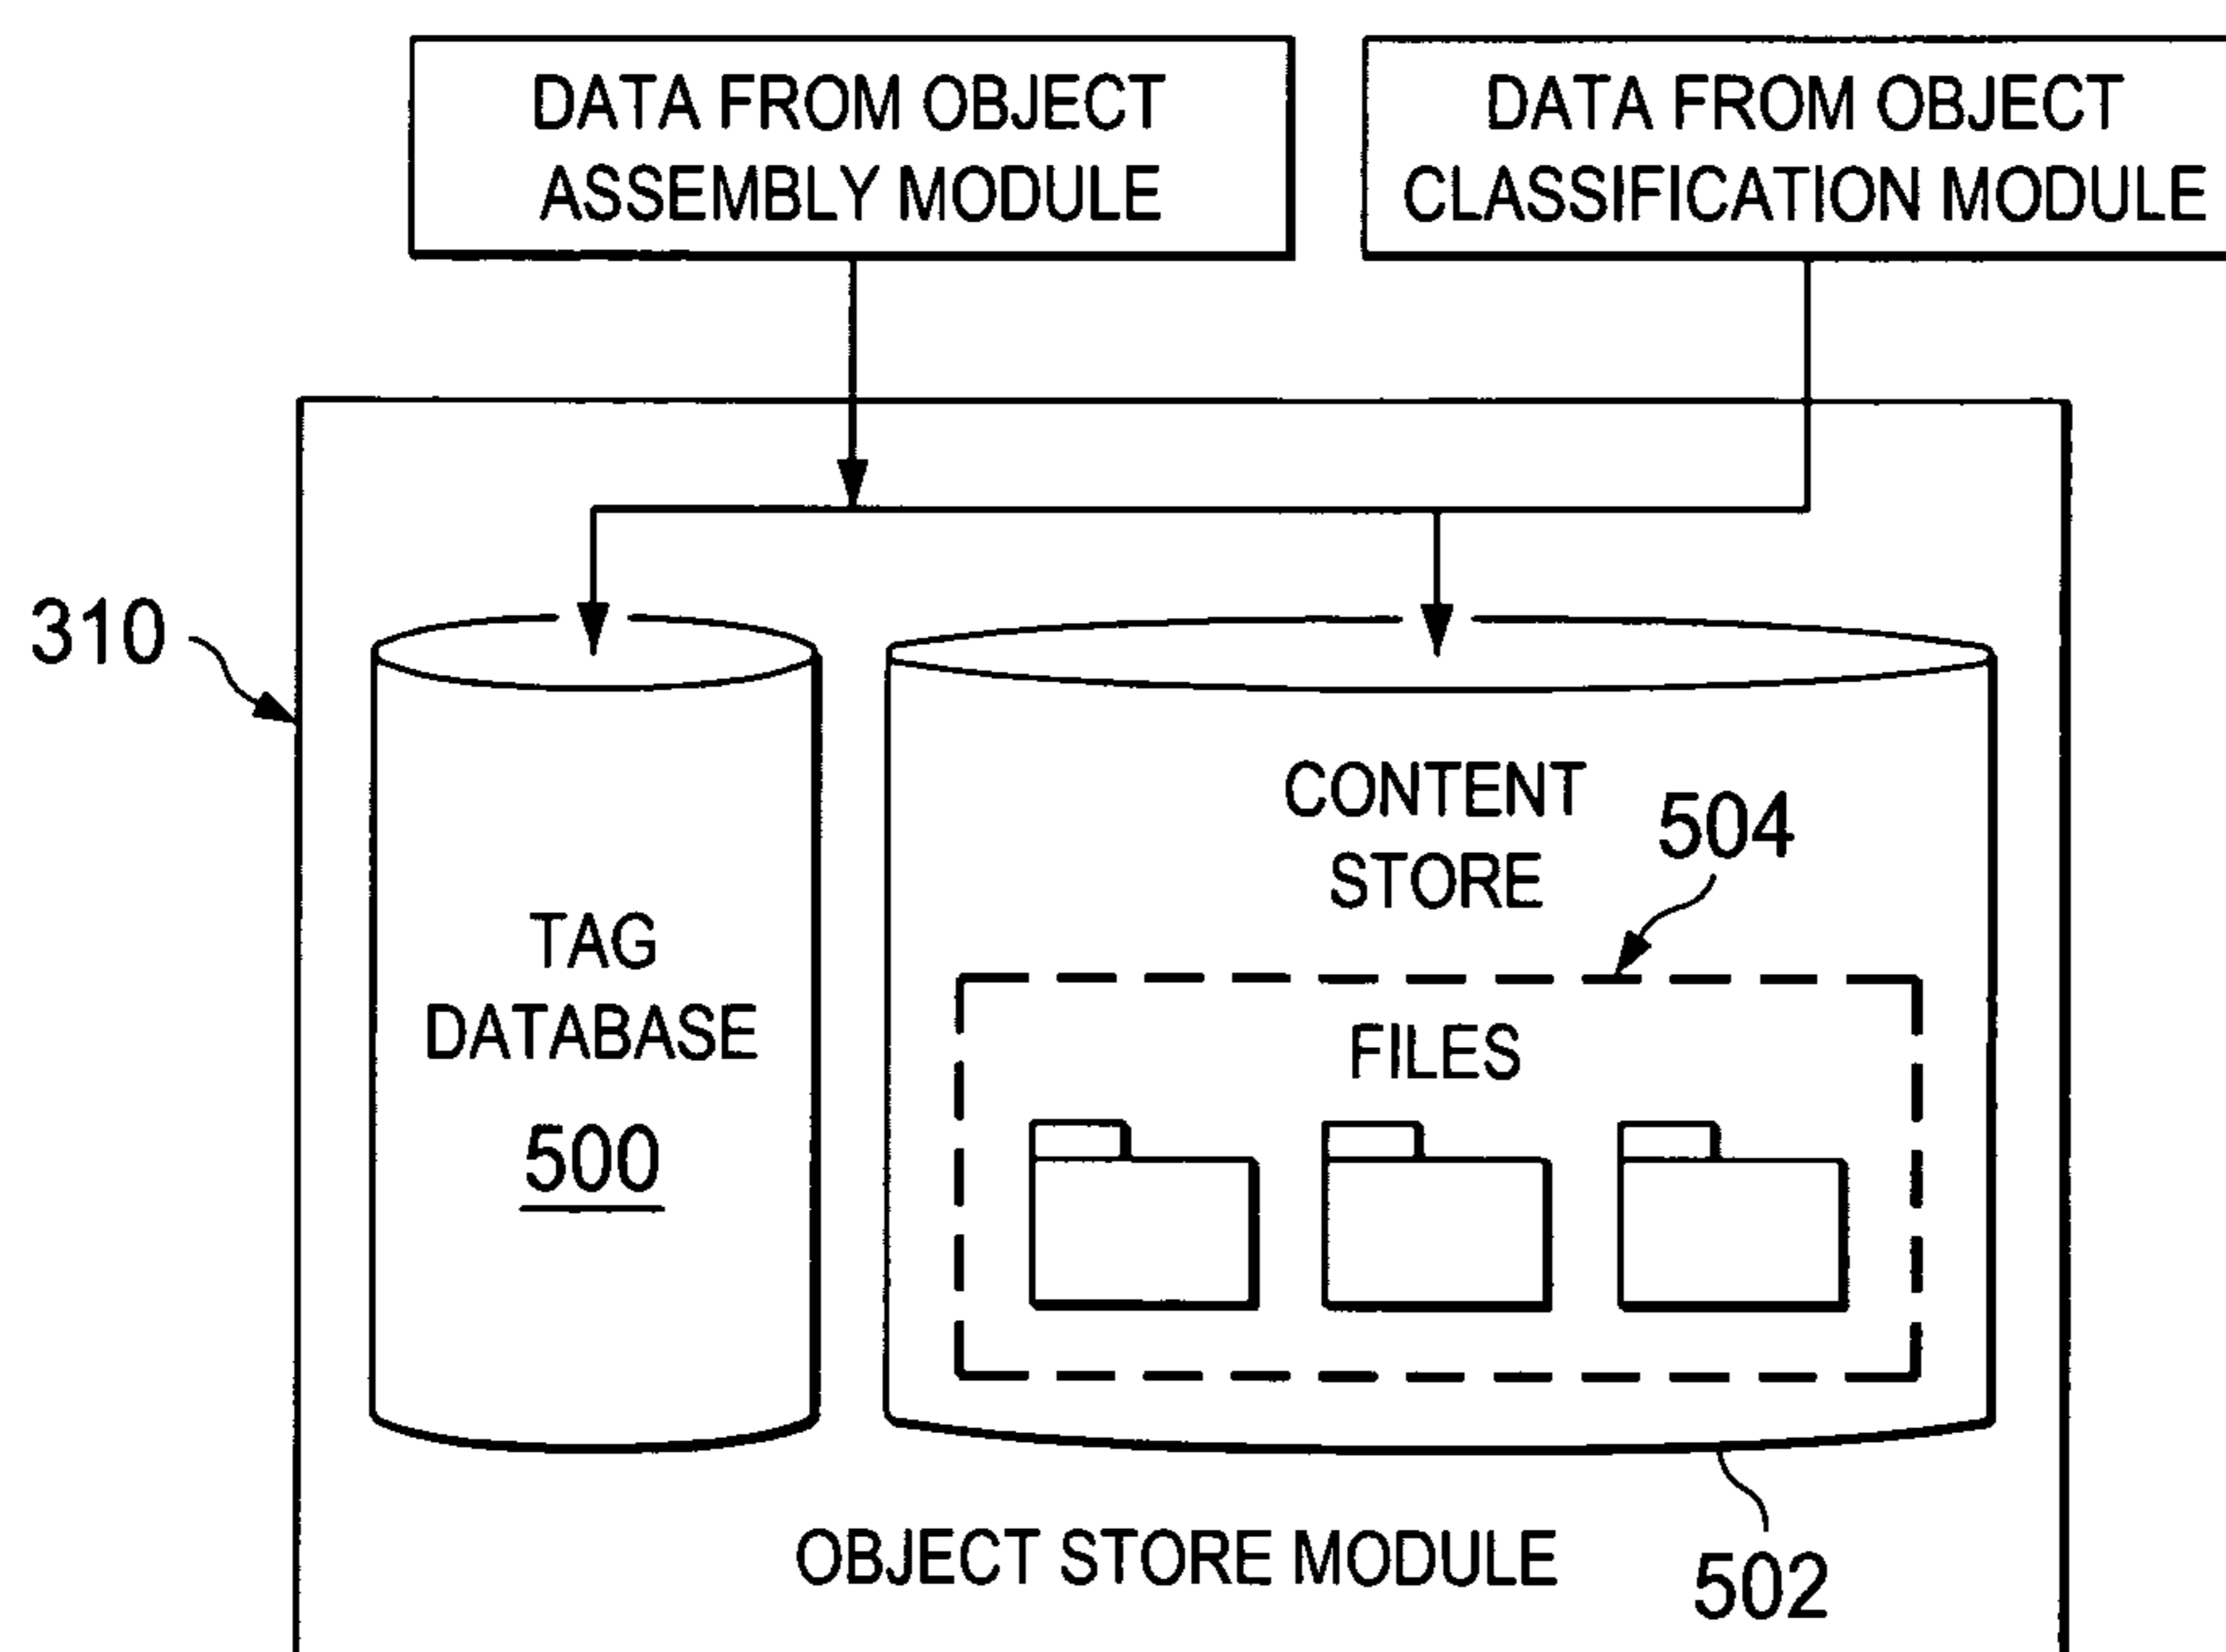 DATA FROM OBJECT
ASSEMBLY MODULE
DATA FROM OBJECT
CLASSIFICATION MODULE
310
CONTENT
STORE
504
TAG
DATABASE
500
FILES
OBJECT STORE MODULE
502